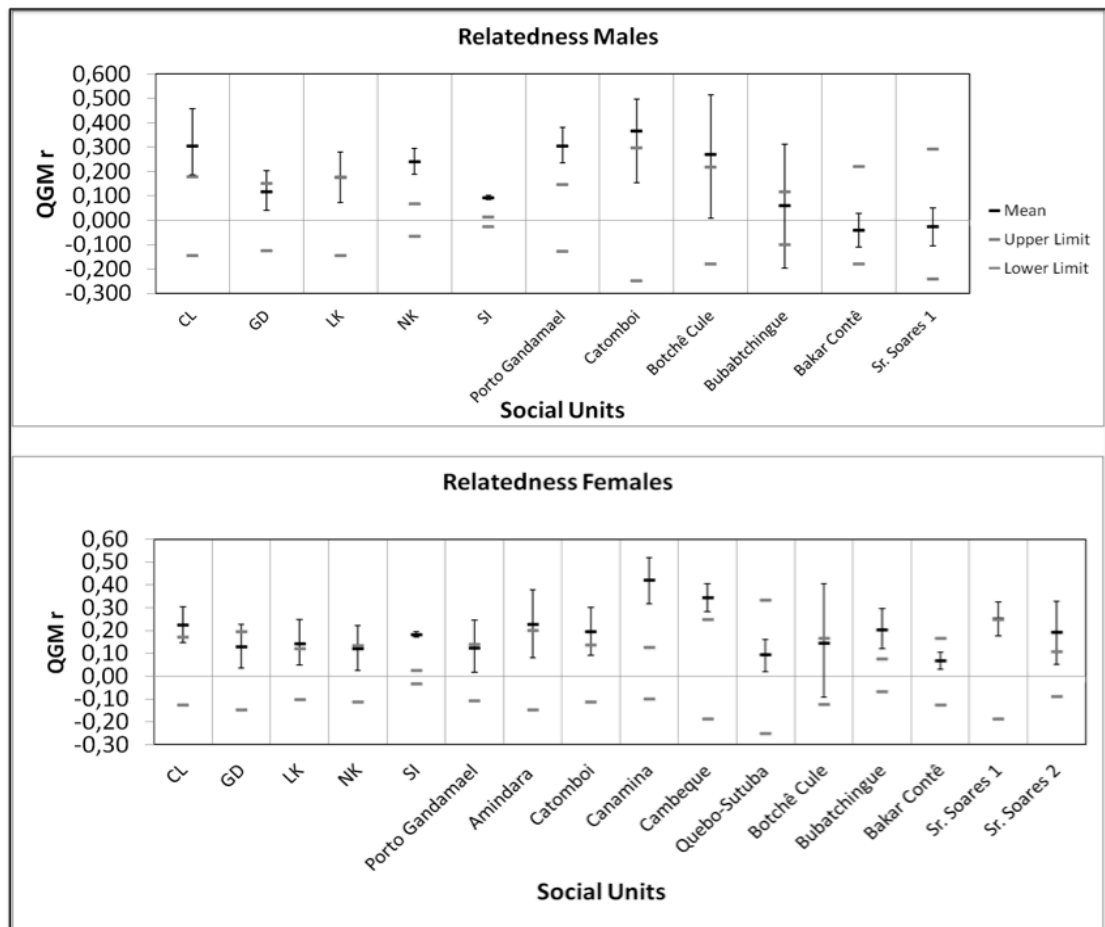 Relatedness Males
QGM r
0,600
0,500
0,400
0,300
0,200
0,100
0,000
-0,100
-0,200
-0,300
CL
GD
LK
NK
SI
Porto Gandamael
Catomboi
Botchê Cule
Bubabtchingue
Bakar Contê
Sr. Soares 1
Social Units
Mean
Upper Limit
Lower Limit
Relatedness Females
QGM r
0,60
0,50
0,40
0,30
0,20
0,10
0,00
-0,10
-0,20
-0,30
CL
GD
LK
NK
SI
Porto Gandamael
Amindara
Catomboi
Canamina
Cambeque
Quebo-Sutuba
Botchê Cule
Bubatchingue
Bakar Contê
Sr. Soares 1
Sr. Soares 2
Social Units